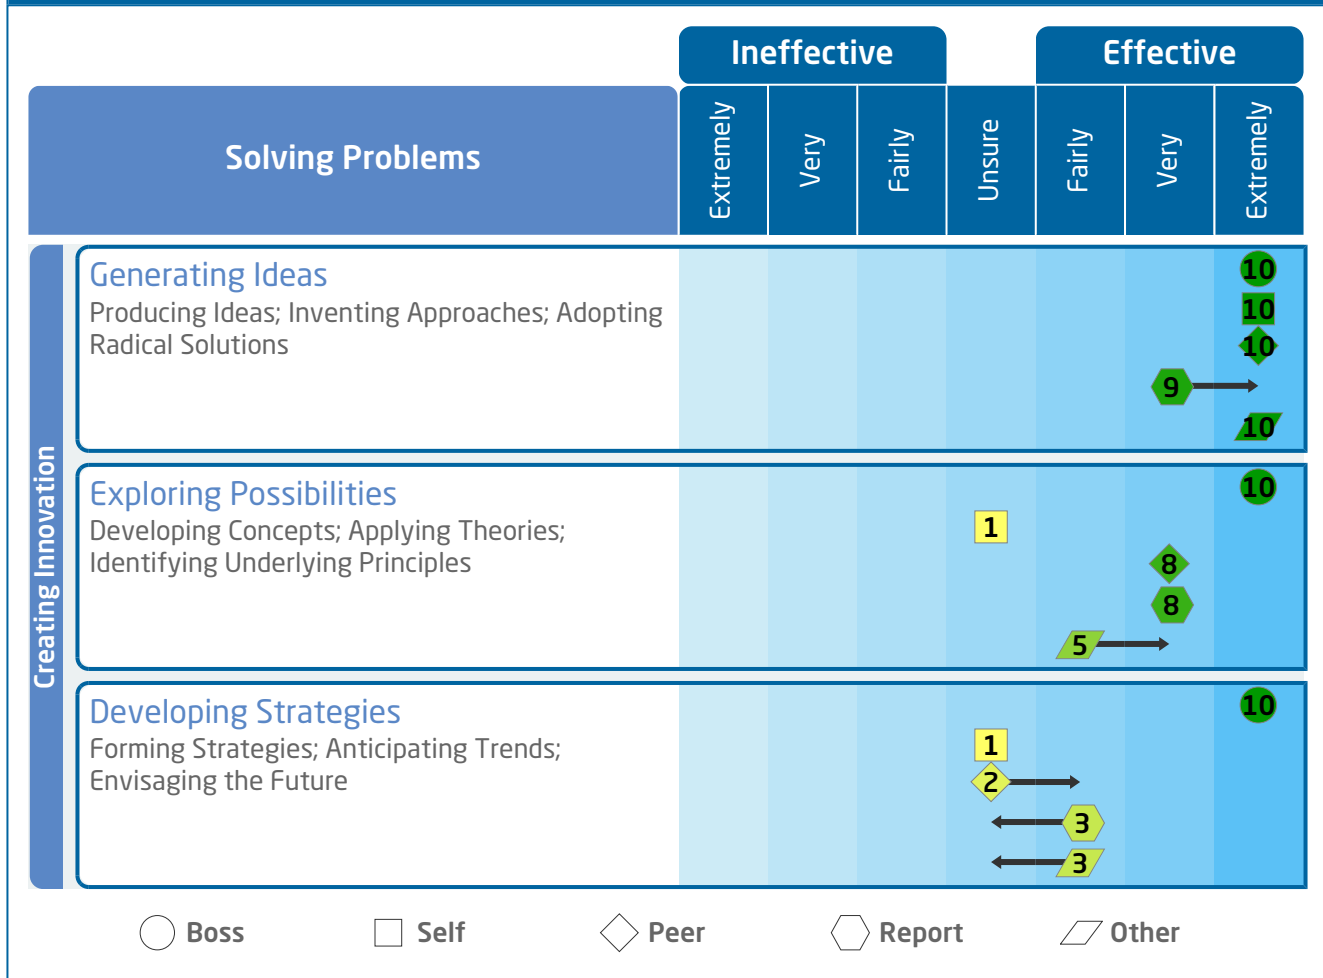 Ineffective
Effective
Solving Problems
Extremely
Very
Fairly
Unsure
Fairly
Very
Extremely
Creating Innovation
Generating Ideas
Producing Ideas; Inventing Approaches; Adopting
Radical Solutions
10
10
10
9
10
Exploring Possibilities
Developing Concepts; Applying Theories;
Identifying Underlying Principles
10
1
8
8
5
Developing Strategies
Forming Strategies; Anticipating Trends;
Envisaging the Future
10
1
2
3
3
Boss
Self
Peer
Report
Other